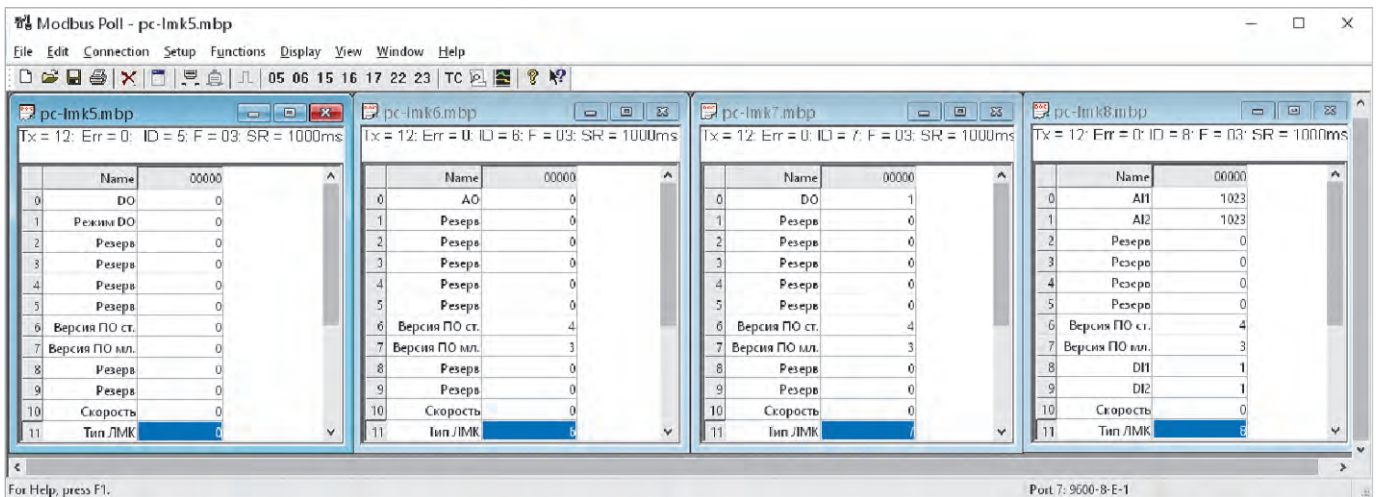 Modbus Poll - pc-lmk5.mbp
File Edit Connection Setup Functions Display View Window Help
05 06 15 16 17 22 23 TC
pc-lmk5.mbp
Tx = 12: Err = 0: ID = 5: F = 03: SR = 1000ms
Name 00000
0 DO 0
1 Режим DO 0
2 Резерв 0
3 Резерв 0
4 Резерв 0
5 Резерв 0
6 Версия ПО ст. 0
7 Версия ПО мл. 0
8 Резерв 0
9 Резерв 0
10 Скорость 0
11 Тип ЛМК 0
pc-lmk6.mbp
Tx = 12: Err = 0: ID = 6: F = 03: SR = 1000ms
Name 00000
0 AO 0
1 Резерв 0
2 Резерв 0
3 Резерв 0
4 Резерв 0
5 Резерв 0
6 Версия ПО ст. 4
7 Версия ПО мл. 3
8 Резерв 0
9 Резерв 0
10 Скорость 0
11 Тип ЛМК 6
pc-lmk7.mbp
Tx = 12: Err = 0: ID = 7: F = 03: SR = 1000ms
Name 00000
0 DO 1
1 Резерв 0
2 Резерв 0
3 Резерв 0
4 Резерв 0
5 Резерв 0
6 Версия ПО ст. 4
7 Версия ПО мл. 3
8 Резерв 0
9 Резерв 0
10 Скорость 0
11 Тип ЛМК 7
pc-lmk8.mbp
Tx = 12: Err = 0: ID = 8: F = 03: SR = 1000ms
Name 00000
0 AI1 1023
1 AI2 1023
2 Резерв 0
3 Резерв 0
4 Резерв 0
5 Резерв 0
6 Версия ПО ст. 4
7 Версия ПО мл. 3
8 DI1 1
9 DI2 1
10 Скорость 0
11 Тип ЛМК 8
For Help, press F1.
Port 7: 9600-8-E-1